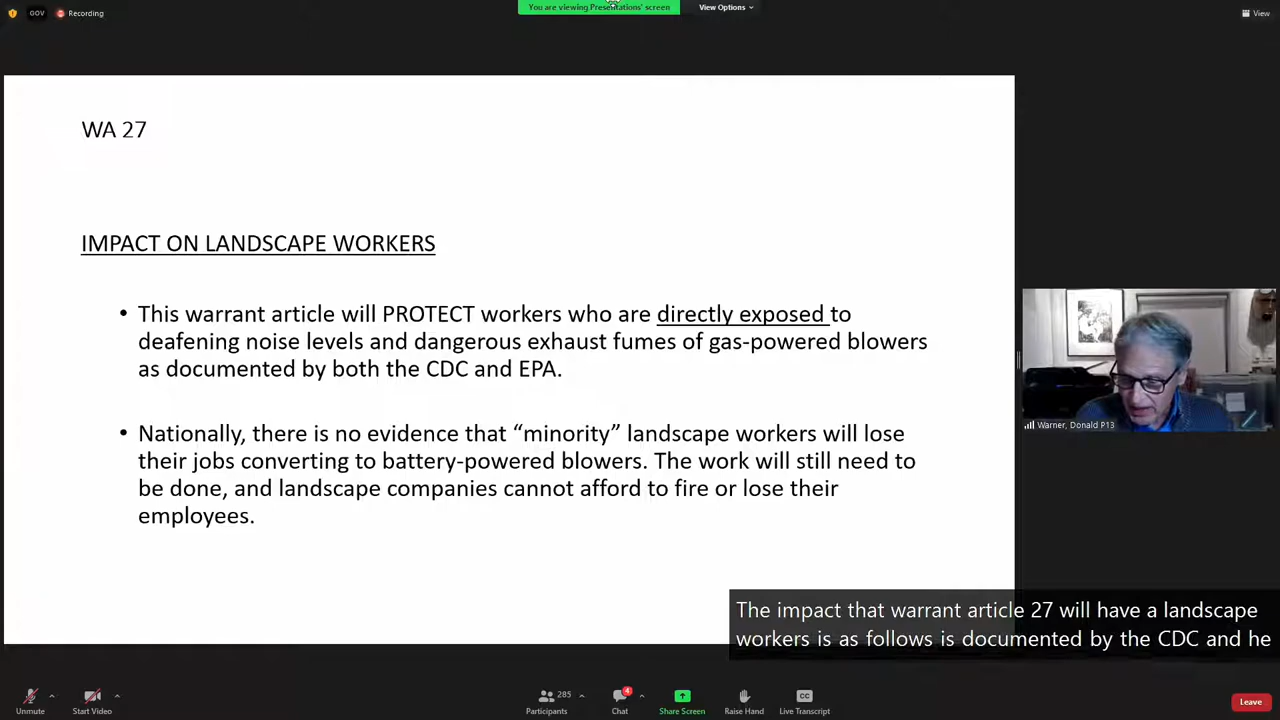 GOV
Recording
You are viewing Presentations' screen
View Options
View
WA 27
IMPACT ON LANDSCAPE WORKERS
• This warrant article will PROTECT workers who are directly exposed to
deafening noise levels and dangerous exhaust fumes of gas-powered blowers
as documented by both the CDC and EPA.
• Nationally, there is no evidence that “minority” landscape workers will lose
their jobs converting to battery-powered blowers. The work will still need to
be done, and landscape companies cannot afford to fire or lose their
employees.
Warner, Donald P13
The impact that warrant article 27 will have a landscape
workers is as follows is documented by the CDC and he
Unmute
Start Video
285
Participants
4
Chat
Share Screen
Raise Hand
CC
Live Transcript
Leave